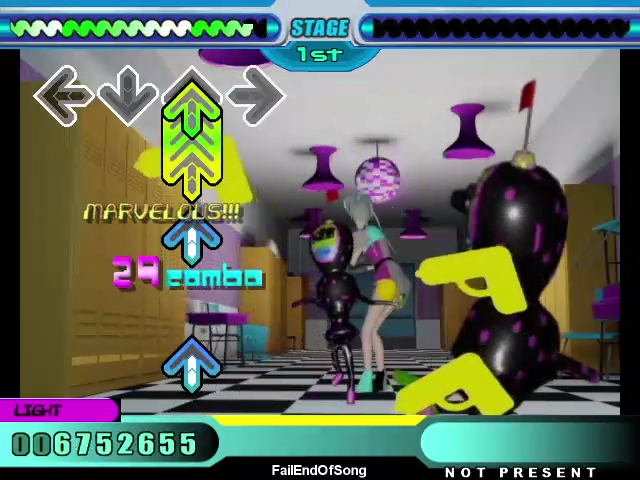 STAGE
1st
MARVELOUS!!!
29 combo
LIGHT
006752655
FailEndOfSong
NOT PRESENT